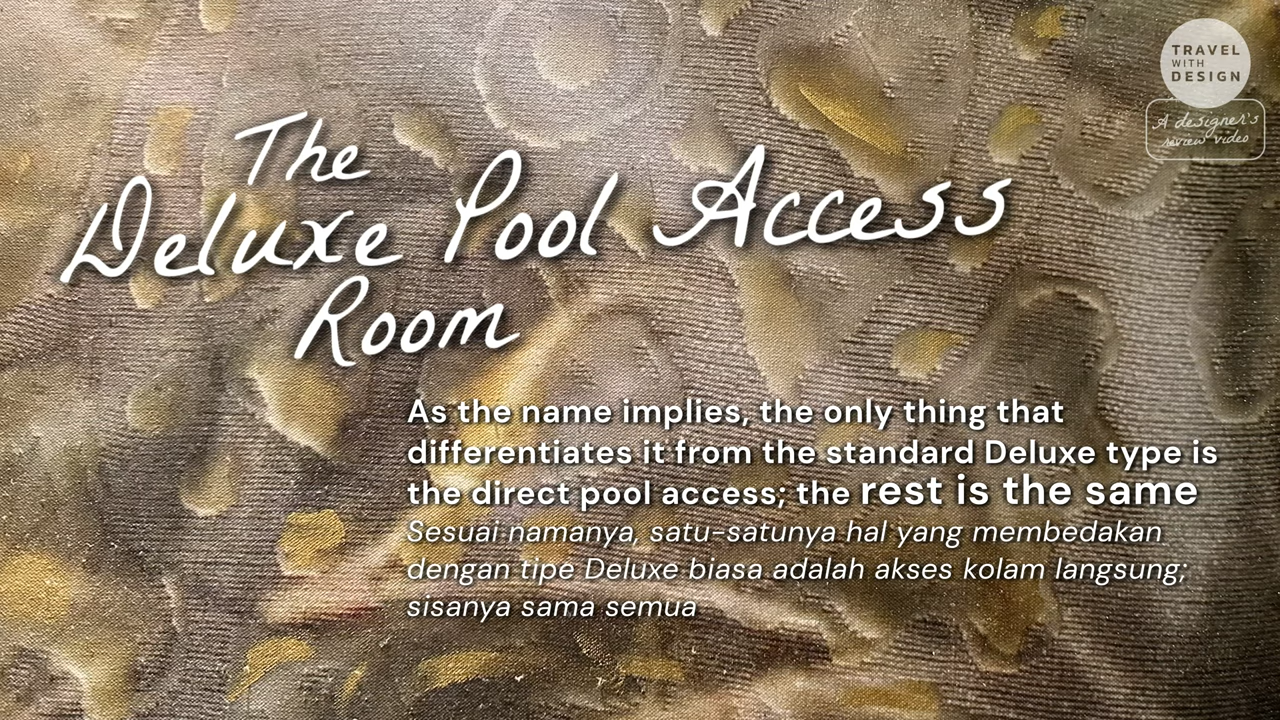 TRAVEL
WITH
DESIGN
A designer's
review video
The
Deluxe Pool Access
Room
As the name implies, the only thing that
differentiates it from the standard Deluxe type is
the direct pool access; the rest is the same
Sesuai namanya, satu-satunya hal yang membedakan
dengan tipe Deluxe biasa adalah akses kolam langsung;
sisanya sama semua